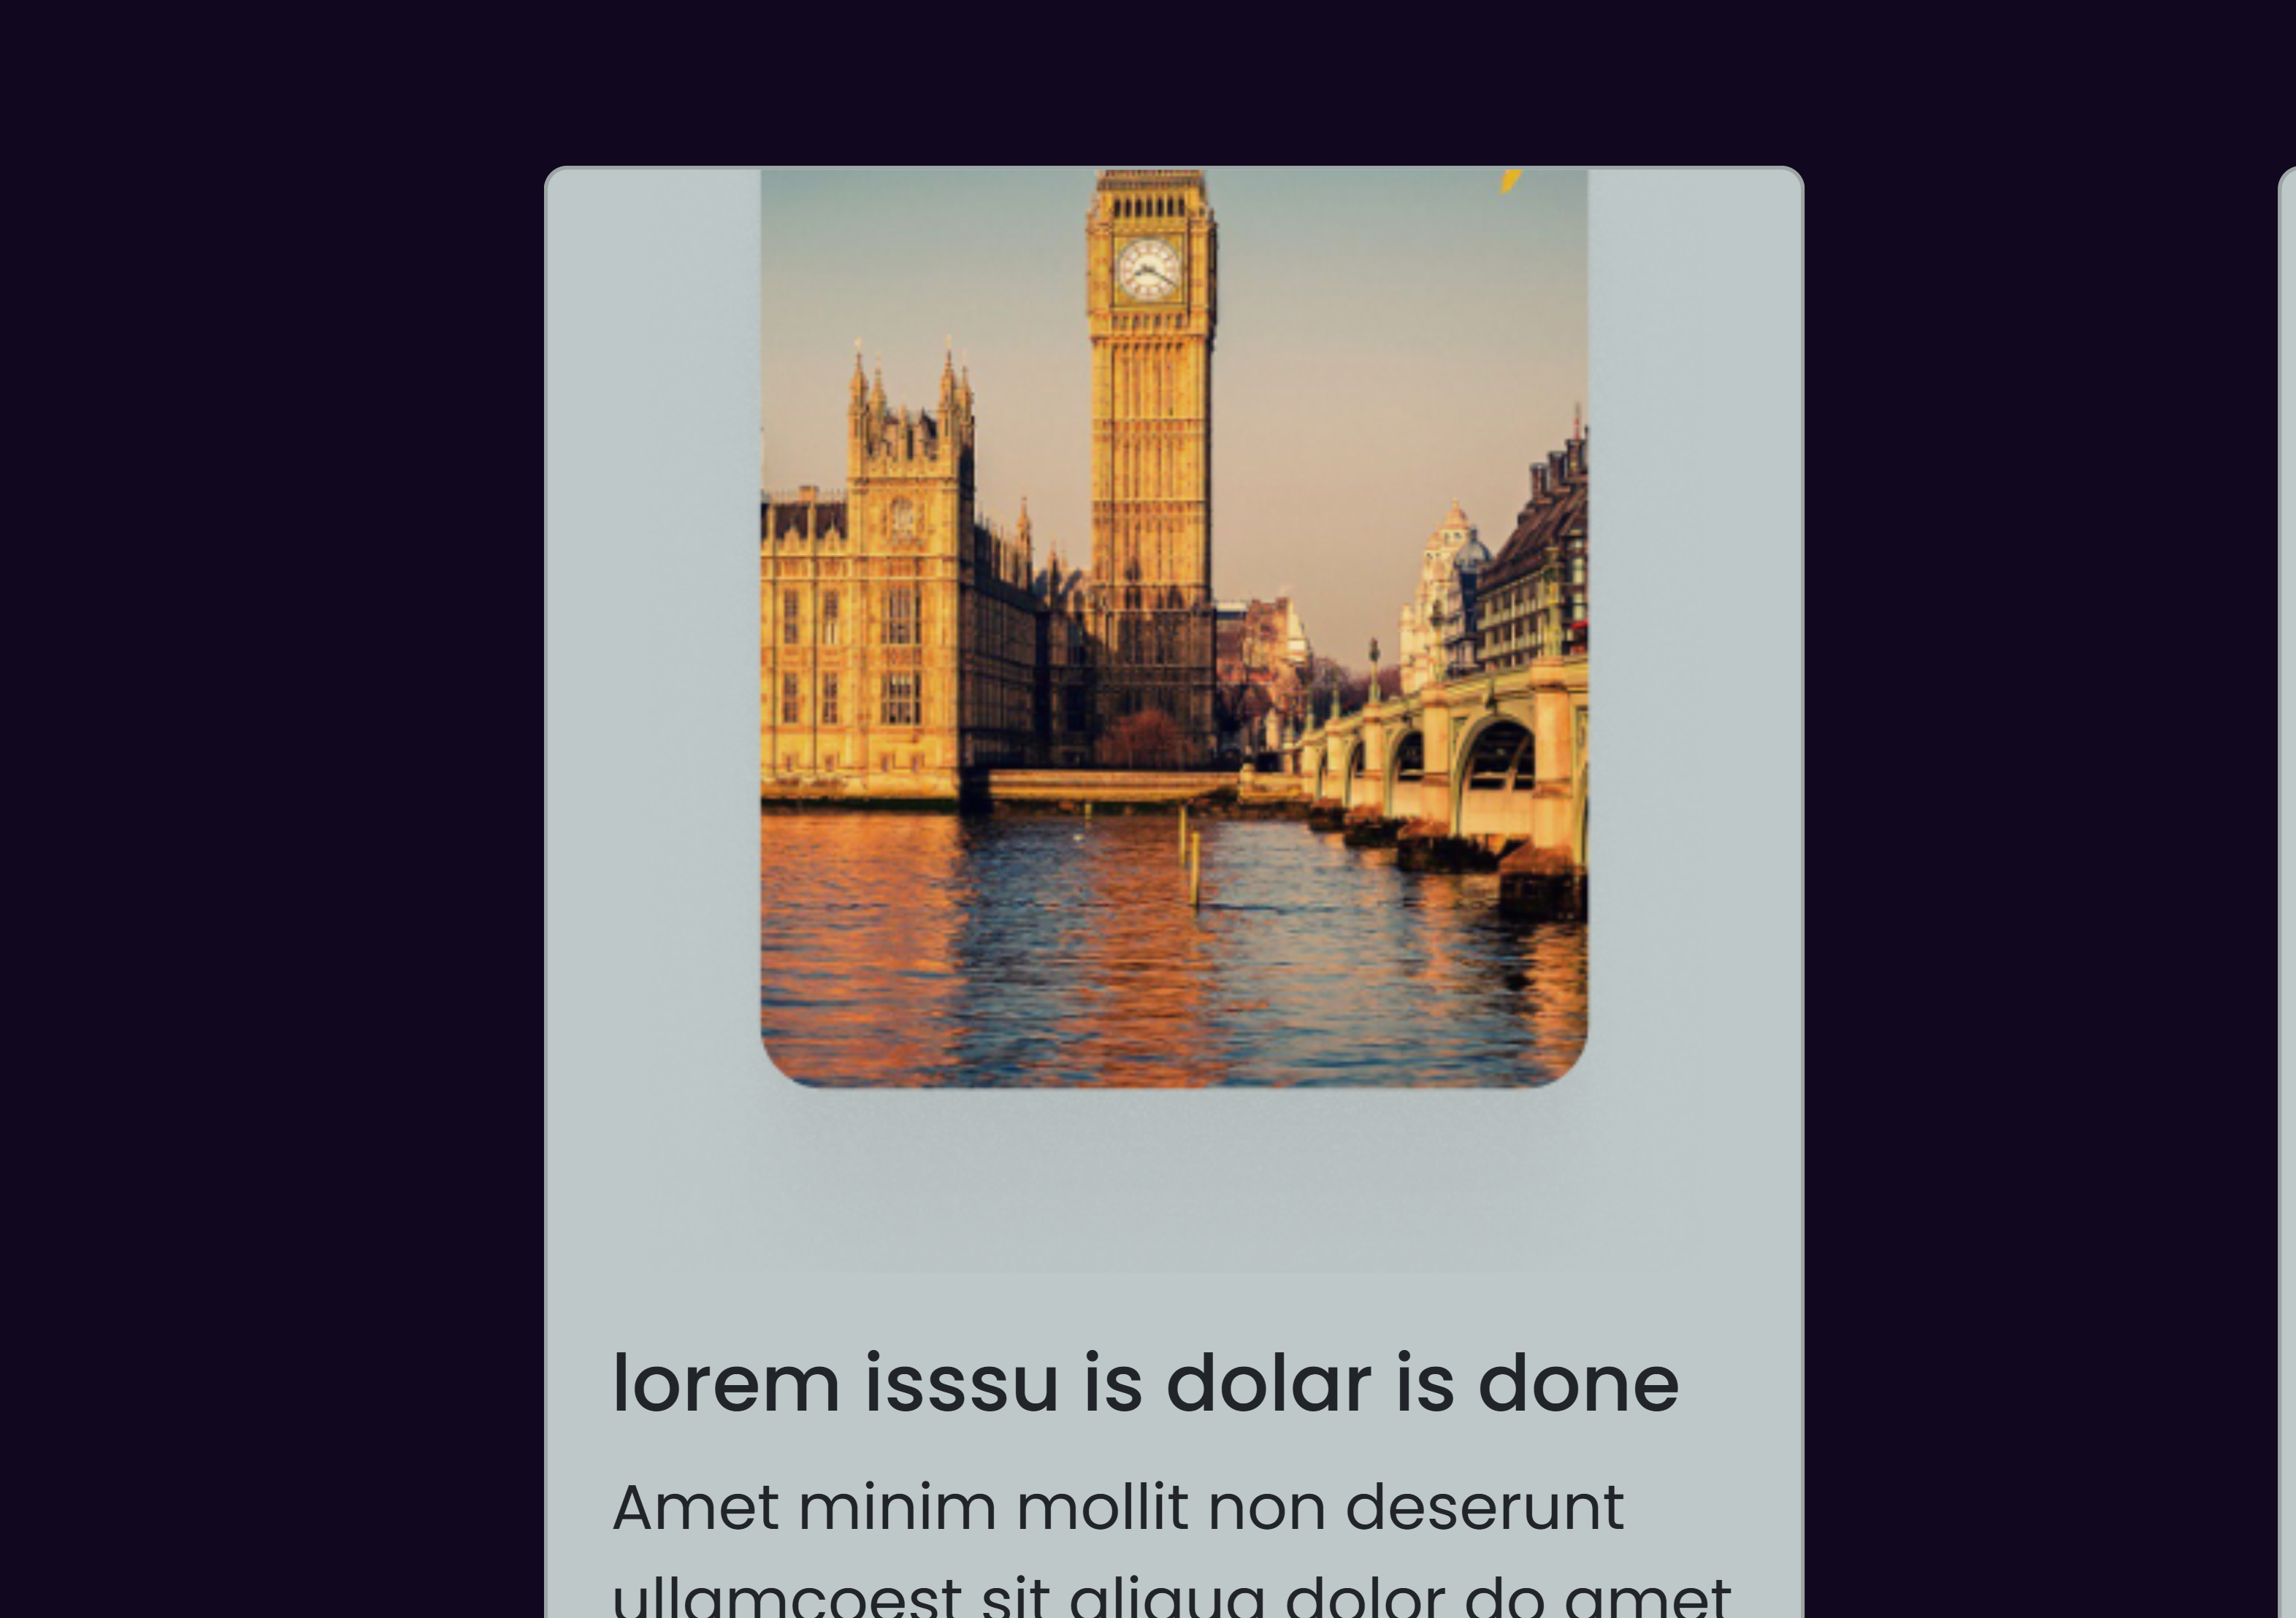 lorem isssu is dolar is done
Amet minim mollit non deserunt
ullamcoest sit aliqua dolor do amet